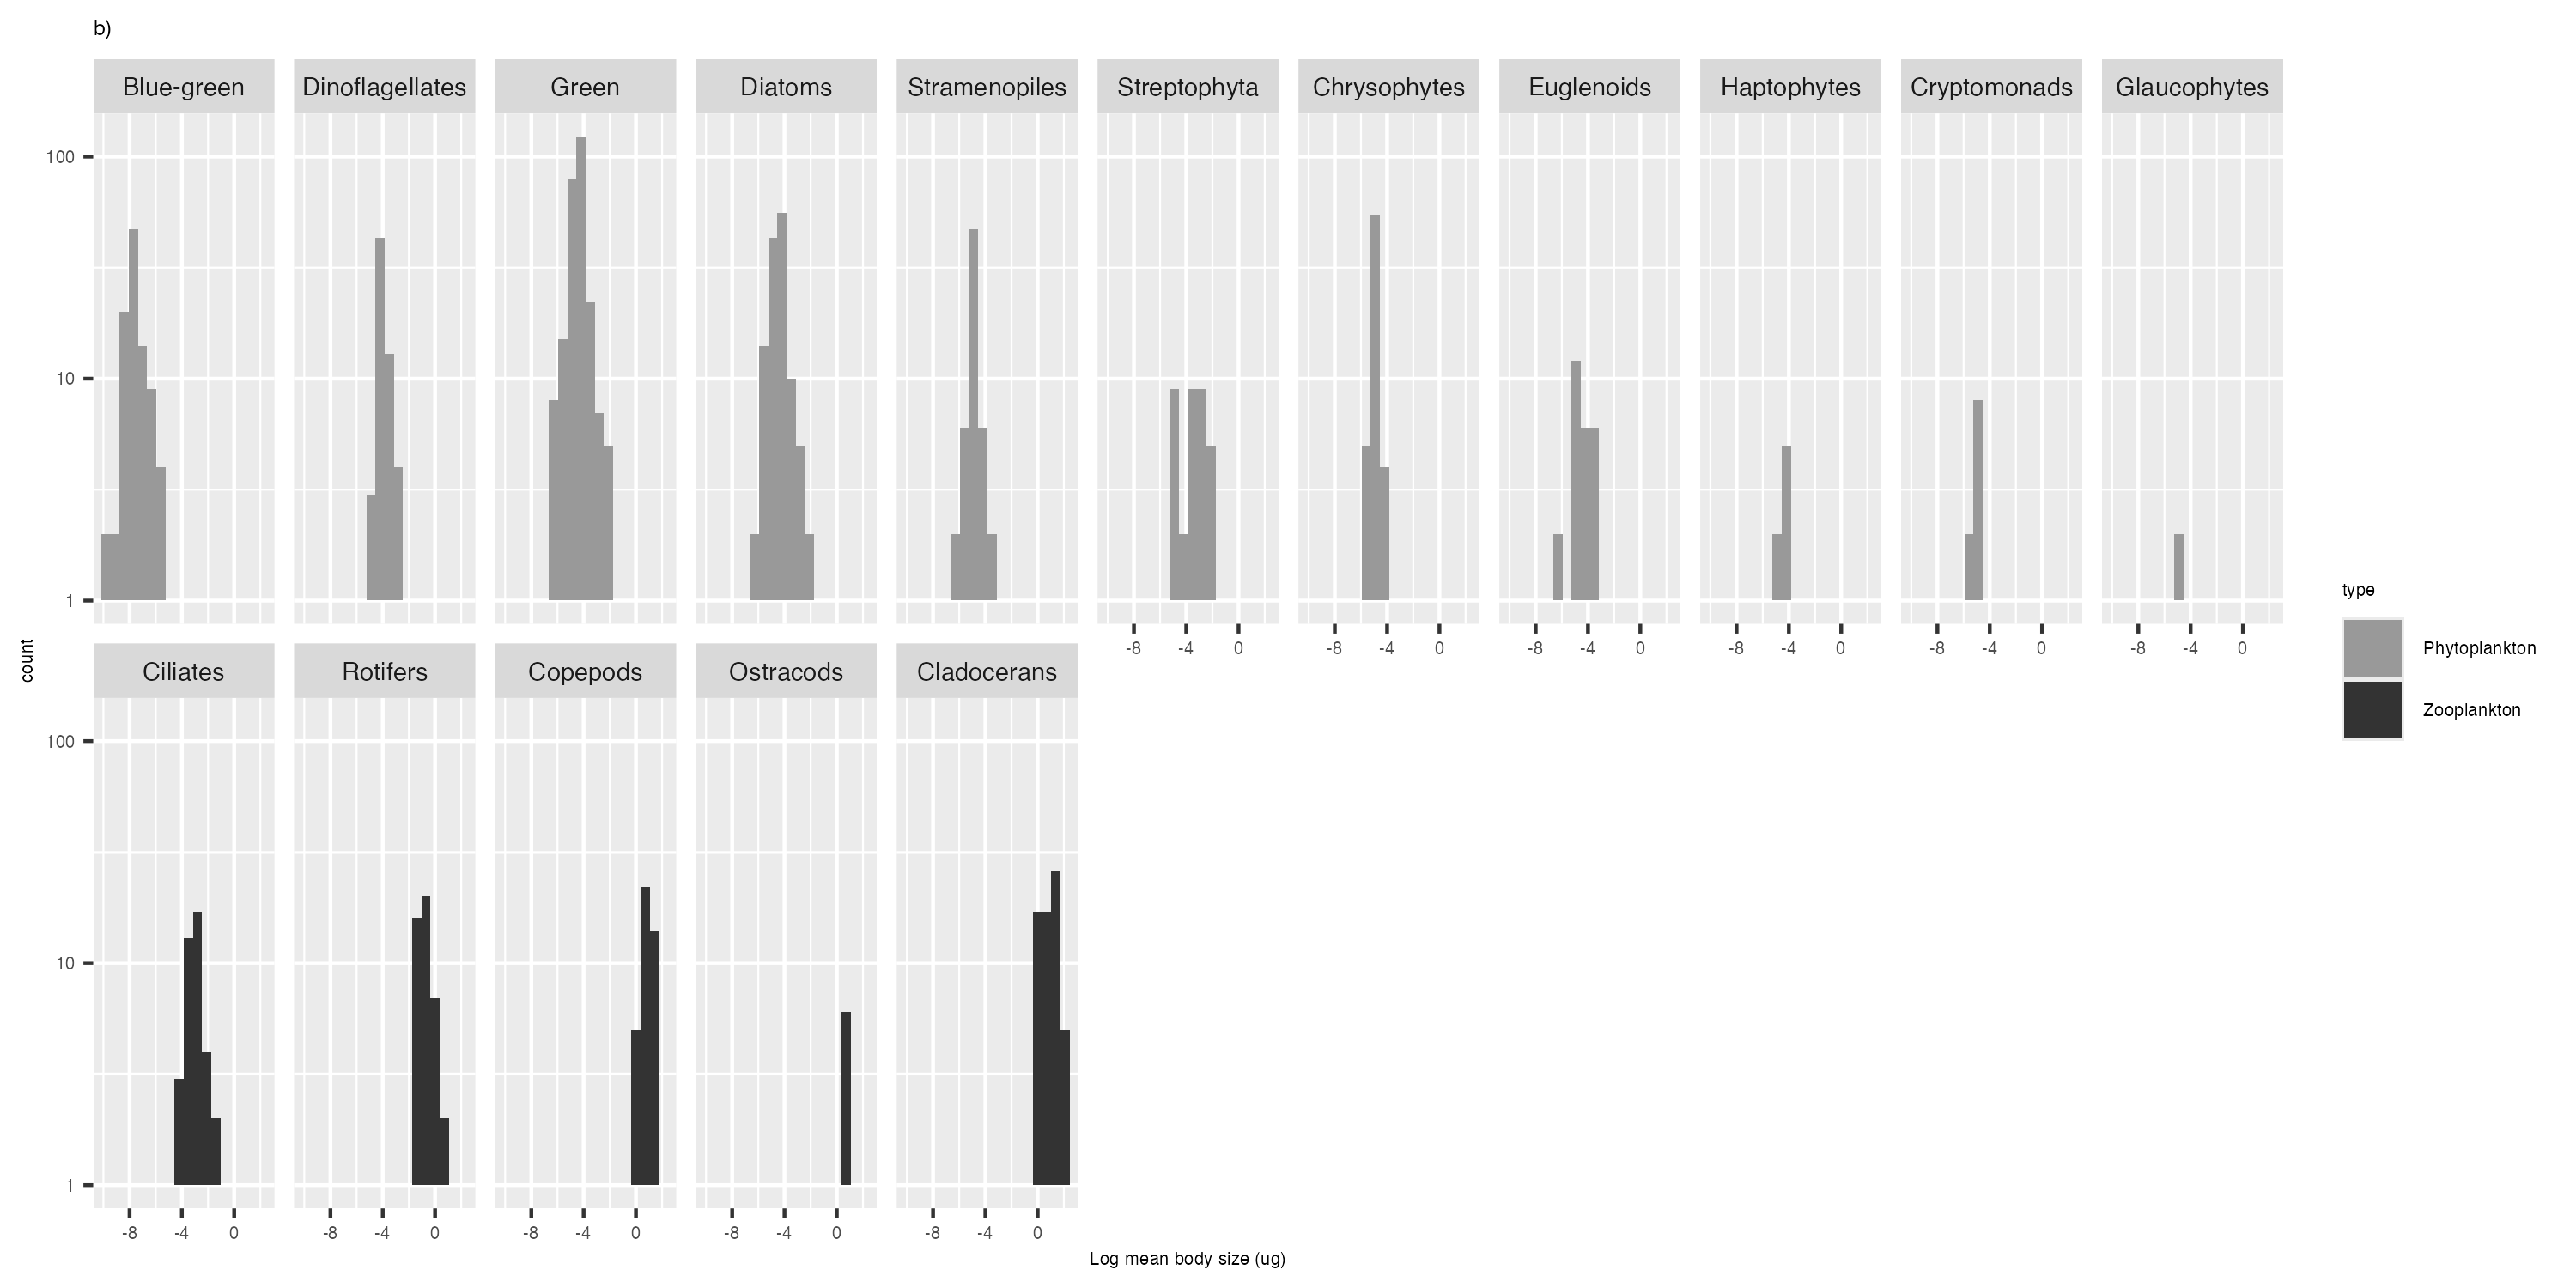 b)
Blue-green Dinoflagellates Green Diatoms Stramenopiles Streptophyta Chrysophytes Euglenoids Haptophytes Cryptomonads Glaucophytes
100
10
1
-8 -4 0 -8 -4 0 -8 -4 0 -8 -4 0 -8 -4 0 -8 -4 0
count
Ciliates Rotifers Copepods Ostracods Cladocerans
100
10
1
-8 -4 0 -8 -4 0 -8 -4 0 -8 -4 0 -8 -4 0
Log mean body size (ug)
type
Phytoplankton
Zooplankton